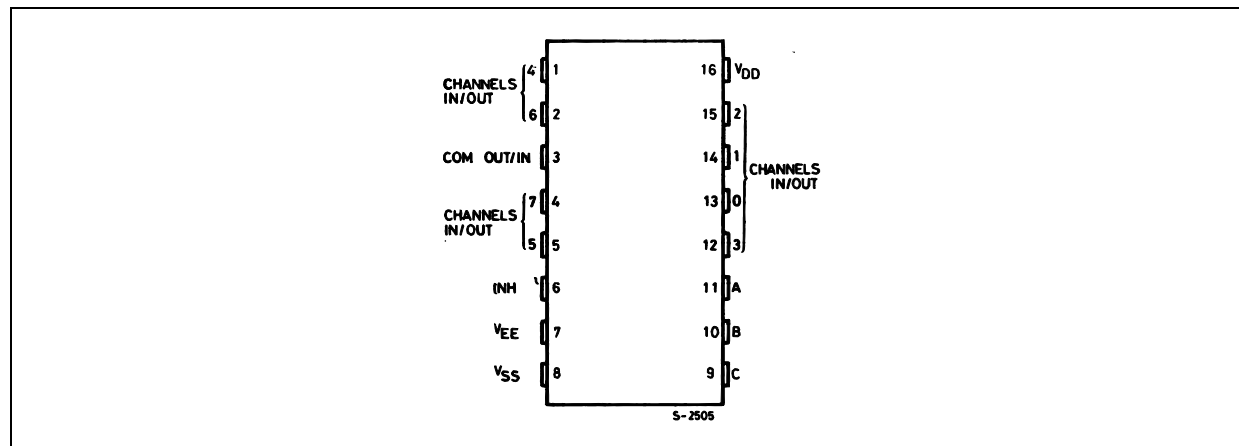 4 1 16 VDD
CHANNELS
IN/OUT
6 2 15 2
COM OUT/IN 3 14 1
CHANNELS
IN/OUT
7 4 13 0
CHANNELS
IN/OUT
5 5 12 3
INH 6 11 A
VEE 7 10 B
VSS 8 9 C
S-2505